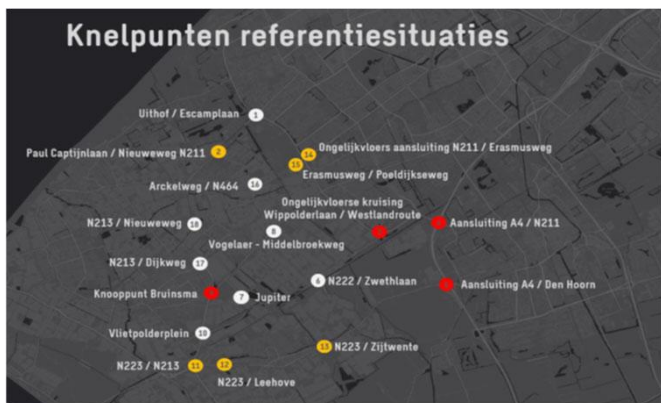 Knelpunten referentiesituaties
Uithof / Escamplaan
1
Paul Captijnlaan / Nieuweweg N211
2
14
Ongelijkvloers aansluiting N211 / Erasmusweg
15
Erasmusweg / Poeldijkseweg
Arckelweg / N464
16
Ongelijkvloerse kruising
Wippolderlaan / Westlandroute
N213 / Nieuweweg
18
8
Aansluiting A4 / N211
Vogelaer - Middelbroekweg
N213 / Dijkweg
17
6
N222 / Zwethlaan
Aansluiting A4 / Den Hoorn
Knooppunt Bruinsma
7
Jupiter
Vlietpolderplein
10
13
N223 / Zijtwente
N223 / N213
11
12
N223 / Leehove